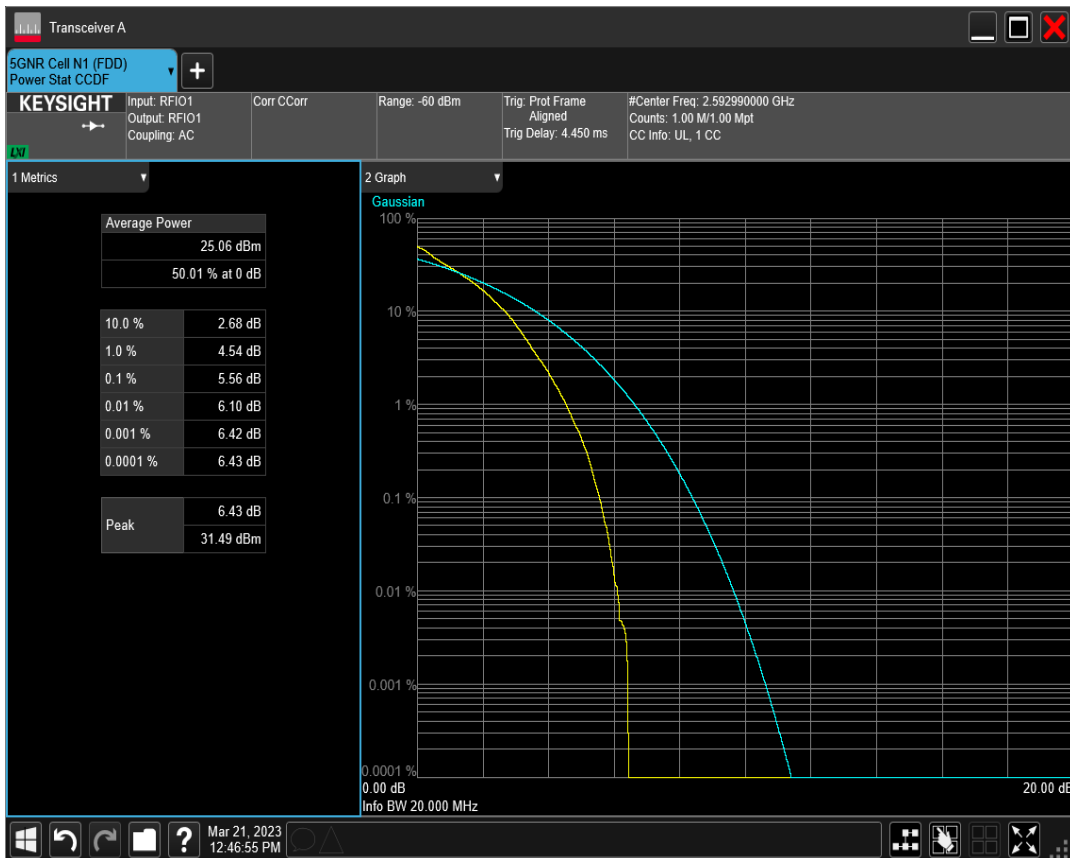 Transceiver A
5GNR Cell N1 (FDD)
Power Stat CCDF
+
KEYSIGHT
LXI
Input: RFIO1
Output: RFIO1
Coupling: AC
Corr CCorr
Range: -60 dBm
Trig: Prot Frame
Aligned
Trig Delay: 4.450 ms
#Center Freq: 2.592990000 GHz
Counts: 1.00 M/1.00 Mpt
CC Info: UL, 1 CC
1 Metrics
Average Power
25.06 dBm
50.01 % at 0 dB
10.0 % 2.68 dB
1.0 % 4.54 dB
0.1 % 5.56 dB
0.01 % 6.10 dB
0.001 % 6.42 dB
0.0001 % 6.43 dB
Peak
6.43 dB
31.49 dBm
2 Graph
Gaussian
100 %
10 %
1 %
0.1 %
0.01 %
0.001 %
0.0001 %
0.00 dB 20.00 dB
Info BW 20.000 MHz
?
Mar 21, 2023
12:46:55 PM